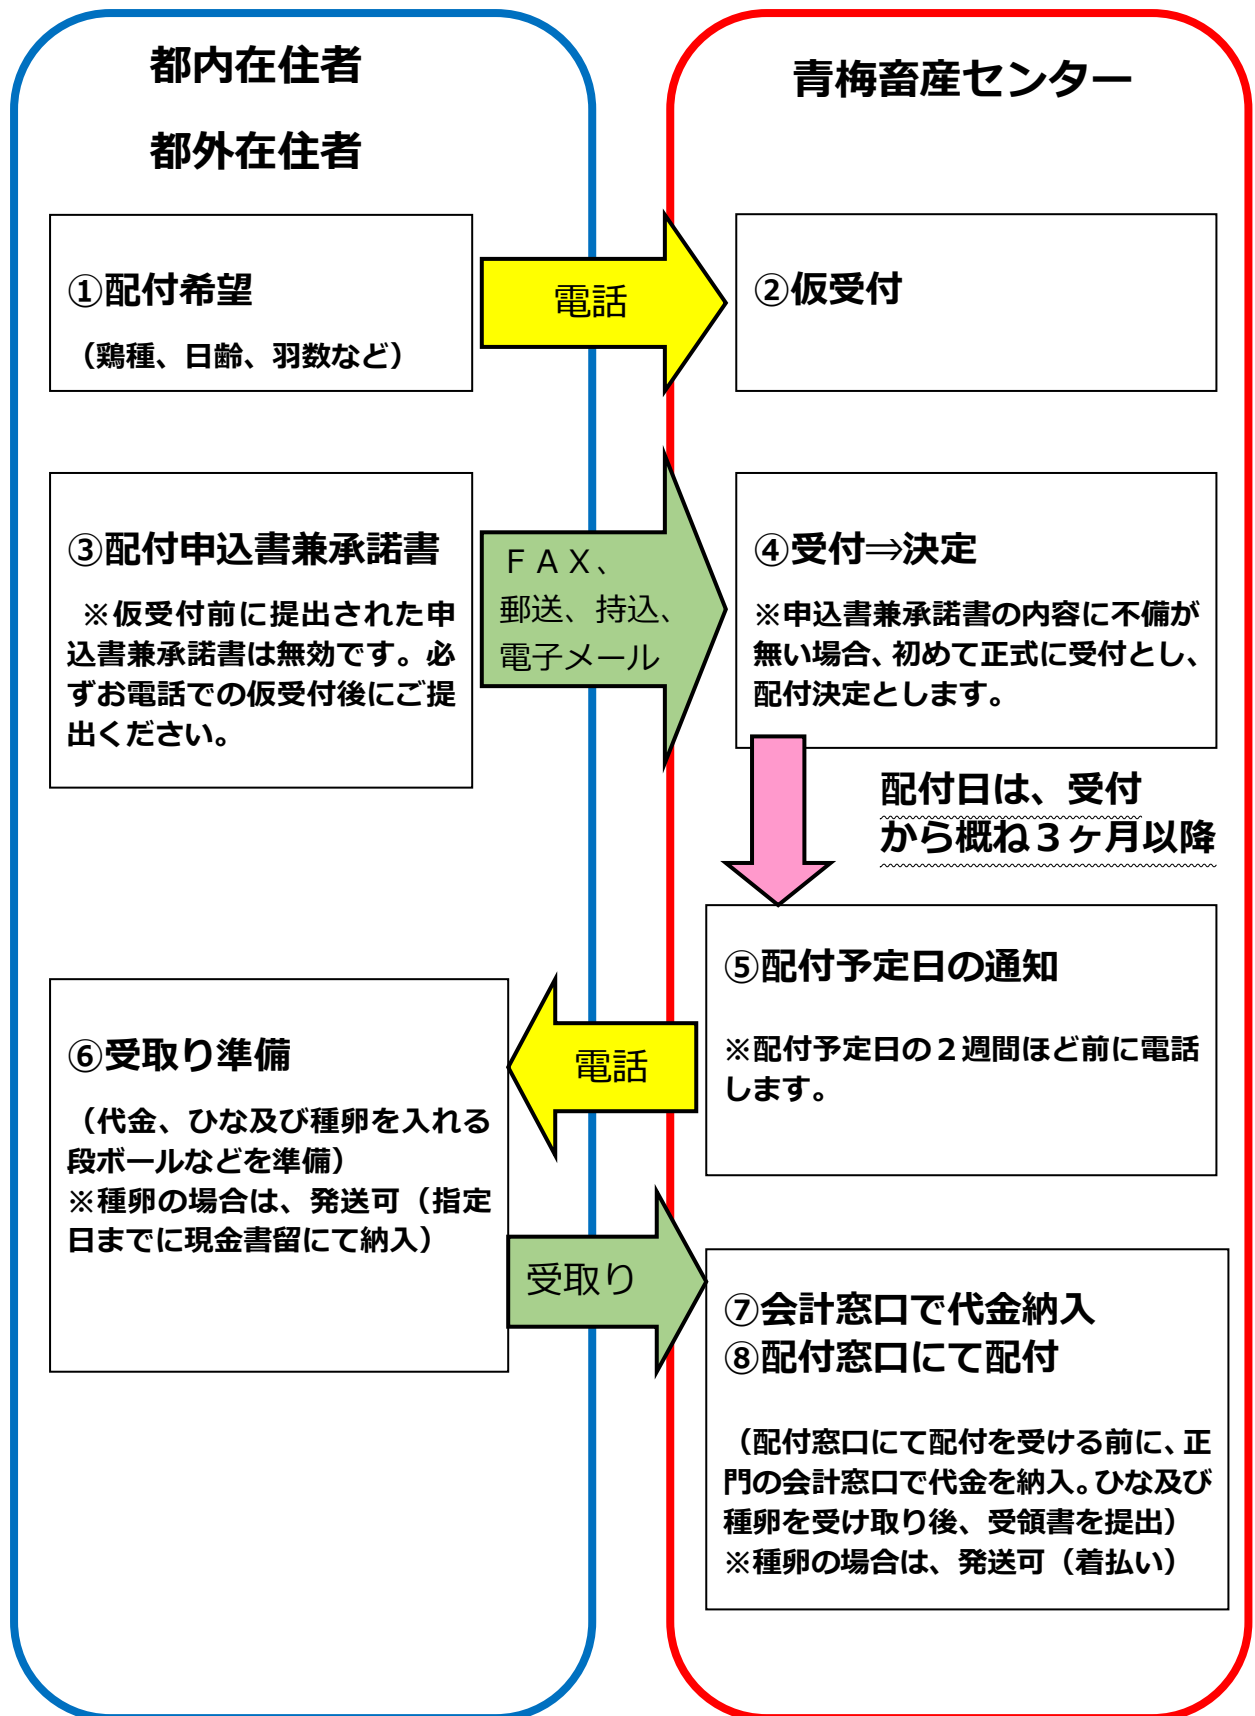 都内在住者
都外在住者
青梅畜産センター
①配付希望
（鶏種、日齢、羽数など）
電話
②仮受付
③配付申込書兼承諾書
※仮受付前に提出された申
込書兼承諾書は無効です。必
ずお電話での仮受付後にご提
出ください。
ＦＡＸ、
郵送、持込、
電子メール
④受付⇒決定
※申込書兼承諾書の内容に不備が
無い場合、初めて正式に受付とし、
配付決定とします。
配付日は、受付
から概ね３ヶ月以降
⑤配付予定日の通知
※配付予定日の２週間ほど前に電話
します。
電話
⑥受取り準備
（代金、ひな及び種卵を入れる
段ボールなどを準備）
※種卵の場合は、発送可（指定
日までに現金書留にて納入）
受取り
⑦会計窓口で代金納入
⑧配付窓口にて配付
（配付窓口にて配付を受ける前に、正
門の会計窓口で代金を納入。ひな及び
種卵を受け取り後、受領書を提出）
※種卵の場合は、発送可（着払い）